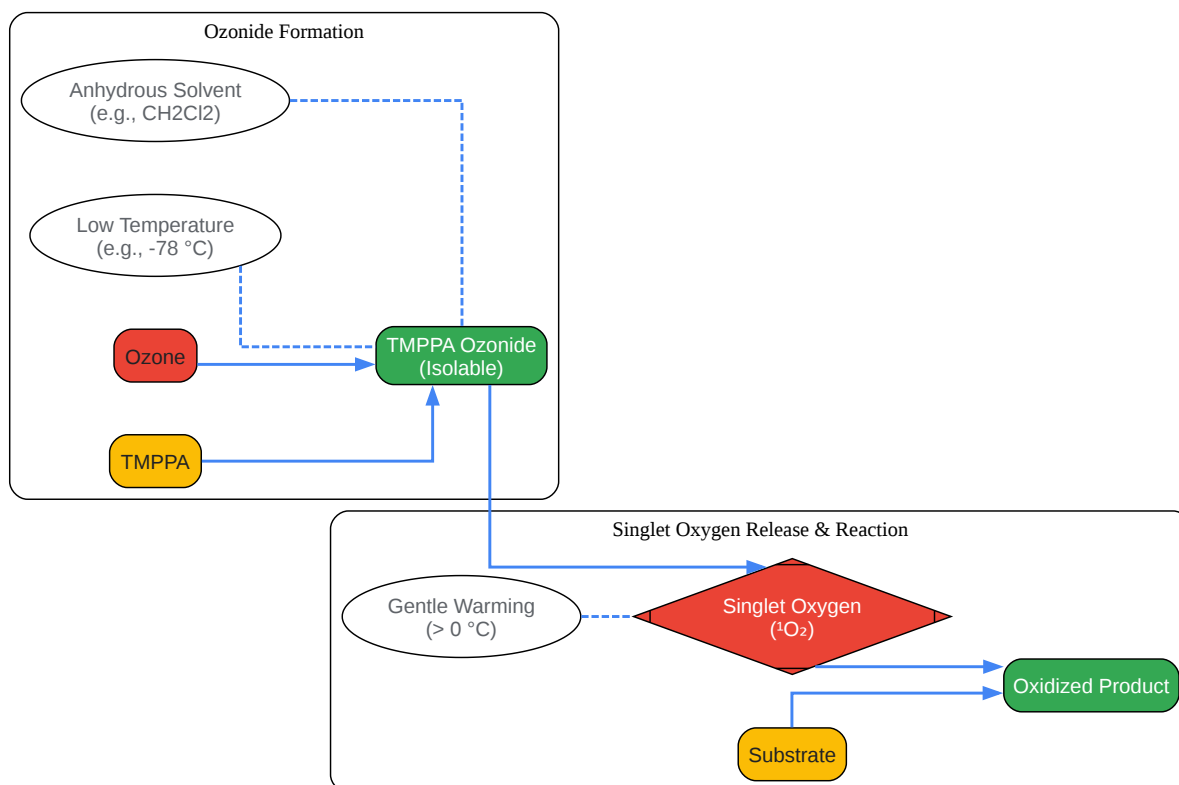 Ozonide Formation
Anhydrous Solvent
(e.g., CH2Cl2)
Low Temperature
(e.g., -78 °C)
Ozone
TMPPA Ozonide
(Isolable)
TMPPA
Singlet Oxygen Release & Reaction
Gentle Warming
(> 0 °C)
Singlet Oxygen
(¹O₂)
Oxidized Product
Substrate